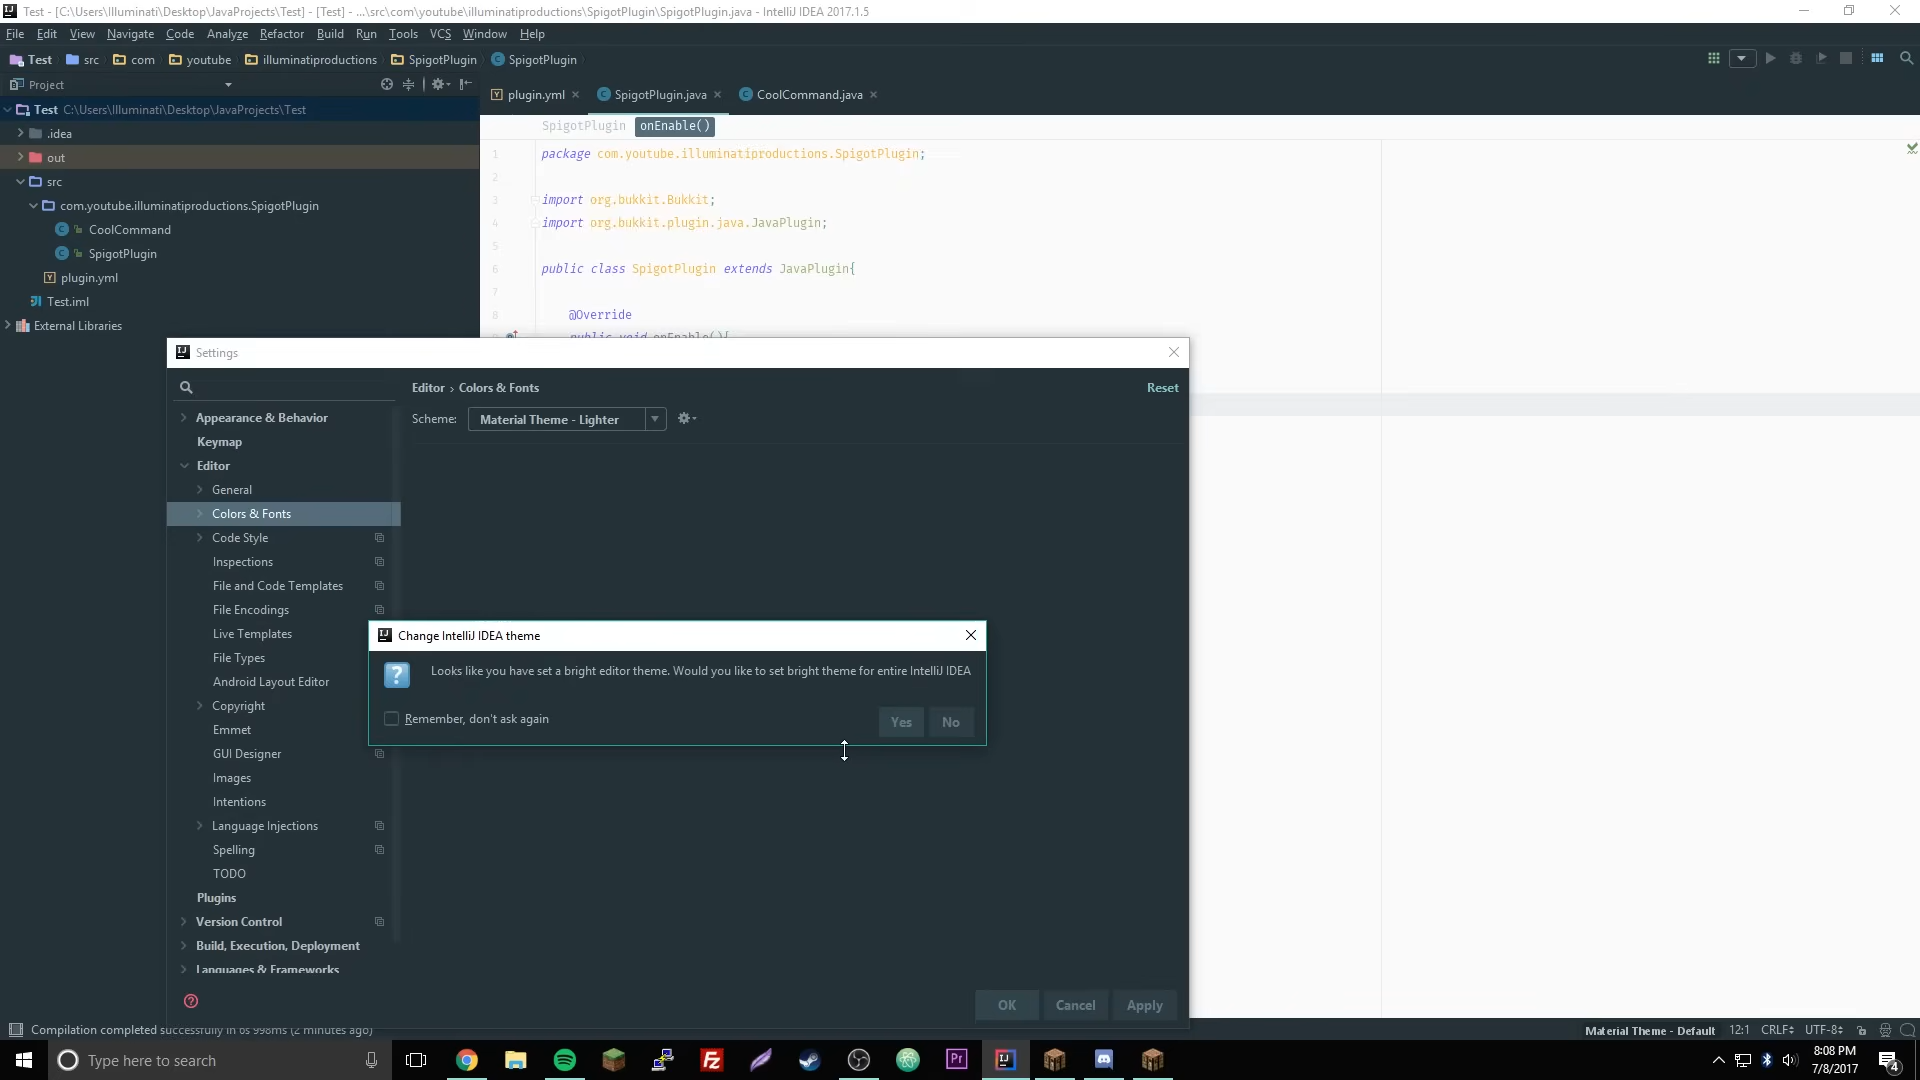 Test - [C:\Users\Illuminati\Desktop\JavaProjects\Test] - [Test] - ...\src\com\youtube\illuminatiproductions\SpigotPlugin\SpigotPlugin.java - IntelliJ IDEA 2017.1.5
File Edit View Navigate Code Analyze Refactor Build Run Tools VCS Window Help
Test src com youtube illuminatiproductions SpigotPlugin SpigotPlugin
Project
plugin.yml SpigotPlugin.java CoolCommand.java
Test C:\Users\Illuminati\Desktop\JavaProjects\Test
.idea
out
src
com.youtube.illuminatiproductions.SpigotPlugin
CoolCommand
SpigotPlugin
plugin.yml
Test.iml
External Libraries
SpigotPlugin onEnable()
1 package com.youtube.illuminatiproductions.SpigotPlugin;
2
3 import org.bukkit.Bukkit;
4 import org.bukkit.plugin.java.JavaPlugin;
5
6 public class SpigotPlugin extends JavaPlugin{
7
8 @Override
public void onEnable(){
Settings
Editor › Colors & Fonts Reset
Scheme: Material Theme - Lighter
Appearance & Behavior
Keymap
Editor
General
Colors & Fonts
Code Style
Inspections
File and Code Templates
File Encodings
Live Templates
File Types
Android Layout Editor
Copyright
Emmet
GUI Designer
Images
Intentions
Language Injections
Spelling
TODO
Plugins
Version Control
Build, Execution, Deployment
Languages & Frameworks
Change IntelliJ IDEA theme
Looks like you have set a bright editor theme. Would you like to set bright theme for entire IntelliJ IDEA
Remember, don't ask again Yes No
OK Cancel Apply
Compilation completed successfully in 6s 998ms (2 minutes ago)
Material Theme - Default 12:1 CRLF UTF-8
Type here to search
8:08 PM
7/8/2017
4